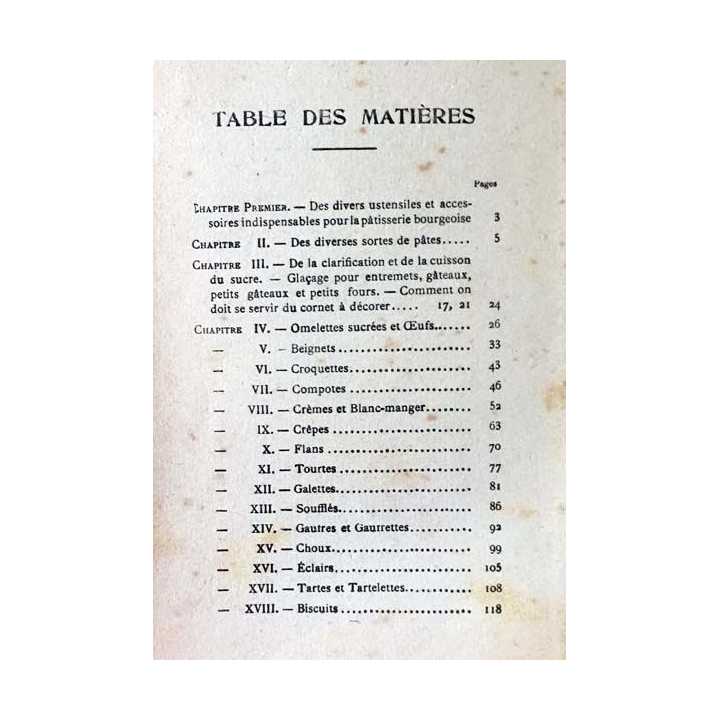 TABLE DES MATIÈRES
Pages
CHAPITRE PREMIER. — Des divers ustensiles et acces-
soires indispensables pour la pâtisserie bourgeoise 3
CHAPITRE II. — Des diverses sortes de pâtes..... 5
CHAPITRE III. — De la clarification et de la cuisson
du sucre. — Glaçage pour entremets, gâteaux,
petits gâteaux et petits fours. — Comment on
doit se servir du cornet à décorer..... 17, 21 24
CHAPITRE IV. — Omelettes sucrées et Œufs....... 26
— V. — Beignets ...................... 33
— VI. — Croquettes.................... 43
— VII. — Compotes .................... 46
— VIII. — Crèmes et Blanc-manger........ 52
— IX. — Crêpes ....................... 63
— X. — Flans ........................ 70
— XI. — Tourtes ...................... 77
— XII. — Galettes...................... 81
— XIII. — Soufflés...................... 86
— XIV. — Gaufres et Gaufrettes.......... 92
— XV. — Choux....................... 99
— XVI. — Éclairs....................... 105
— XVII. — Tartes et Tartelettes........... 108
— XVIII. — Biscuits ...................... 118